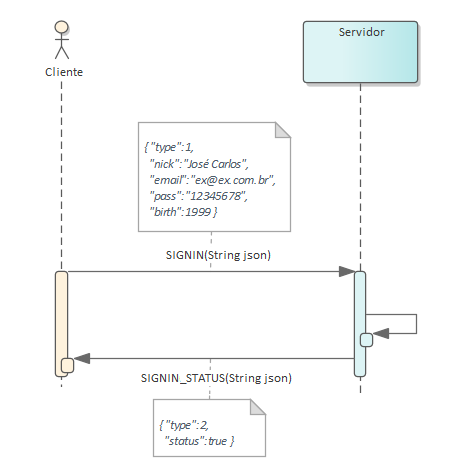 Servidor
Cliente
{ "type":1,
"nick":"José Carlos",
"email":"ex@ex.com.br",
"pass":"12345678",
"birth":1999 }
SIGNIN(String json)
SIGNIN_STATUS(String json)
{ "type":2,
"status":true }